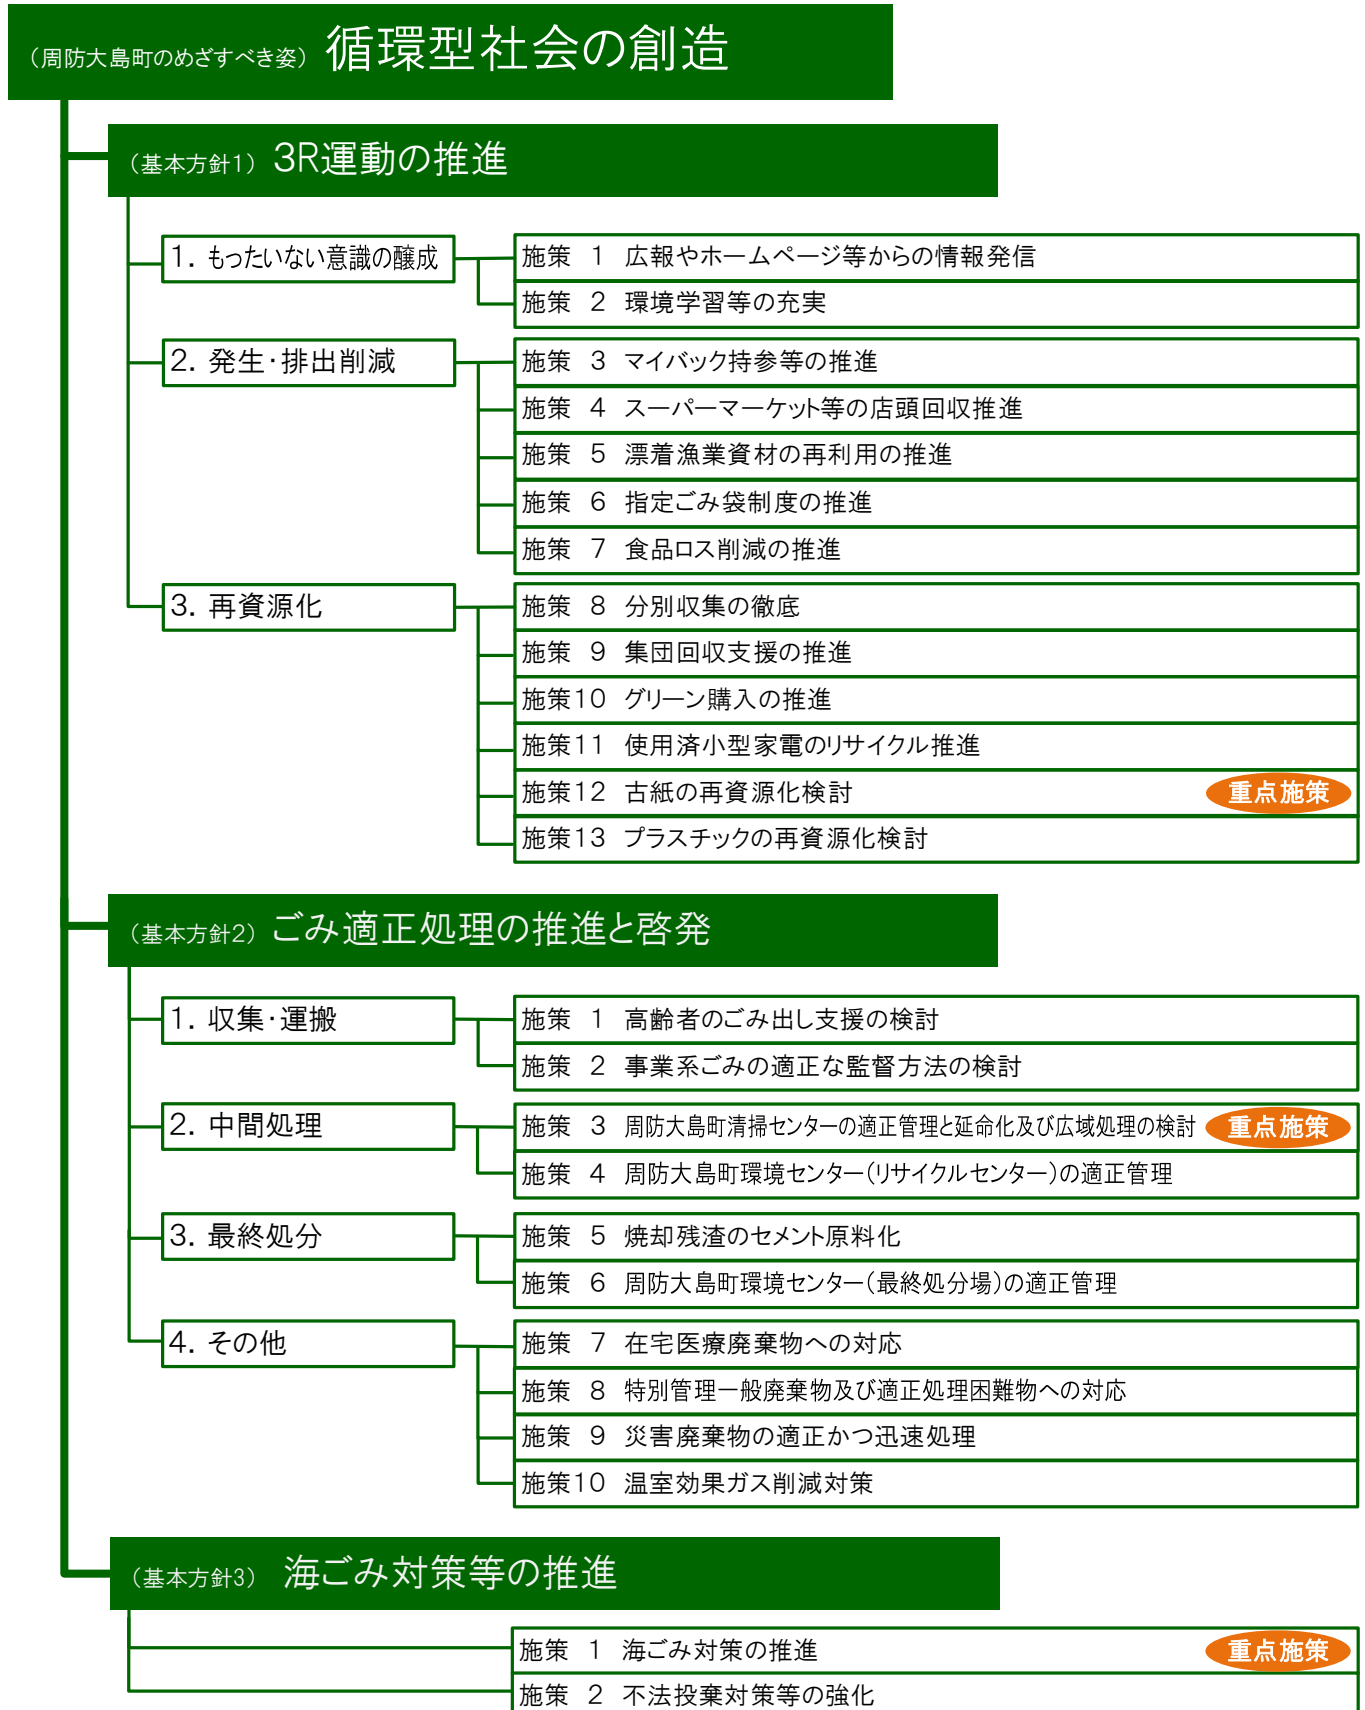 （周防大島町のめざすべき姿） 循環型社会の創造
（基本方針1） 3R運動の推進
1. もったいない意識の醸成
施策 1 広報やホームページ等からの情報発信
施策 2 環境学習等の充実
2. 発生・排出削減
施策 3 マイバック持参等の推進
施策 4 スーパーマーケット等の店頭回収推進
施策 5 漂着漁業資材の再利用の推進
施策 6 指定ごみ袋制度の推進
施策 7 食品ロス削減の推進
3. 再資源化
施策 8 分別収集の徹底
施策 9 集団回収支援の推進
施策10 グリーン購入の推進
施策11 使用済小型家電のリサイクル推進
施策12 古紙の再資源化検討 重点施策
施策13 プラスチックの再資源化検討
（基本方針2） ごみ適正処理の推進と啓発
1. 収集・運搬
施策 1 高齢者のごみ出し支援の検討
施策 2 事業系ごみの適正な監督方法の検討
2. 中間処理
施策 3 周防大島町清掃センターの適正管理と延命化及び広域処理の検討 重点施策
施策 4 周防大島町環境センター（リサイクルセンター）の適正管理
3. 最終処分
施策 5 焼却残渣のセメント原料化
施策 6 周防大島町環境センター（最終処分場）の適正管理
4. その他
施策 7 在宅医療廃棄物への対応
施策 8 特別管理一般廃棄物及び適正処理困難物への対応
施策 9 災害廃棄物の適正かつ迅速処理
施策10 温室効果ガス削減対策
（基本方針3） 海ごみ対策等の推進
施策 1 海ごみ対策の推進 重点施策
施策 2 不法投棄対策等の強化